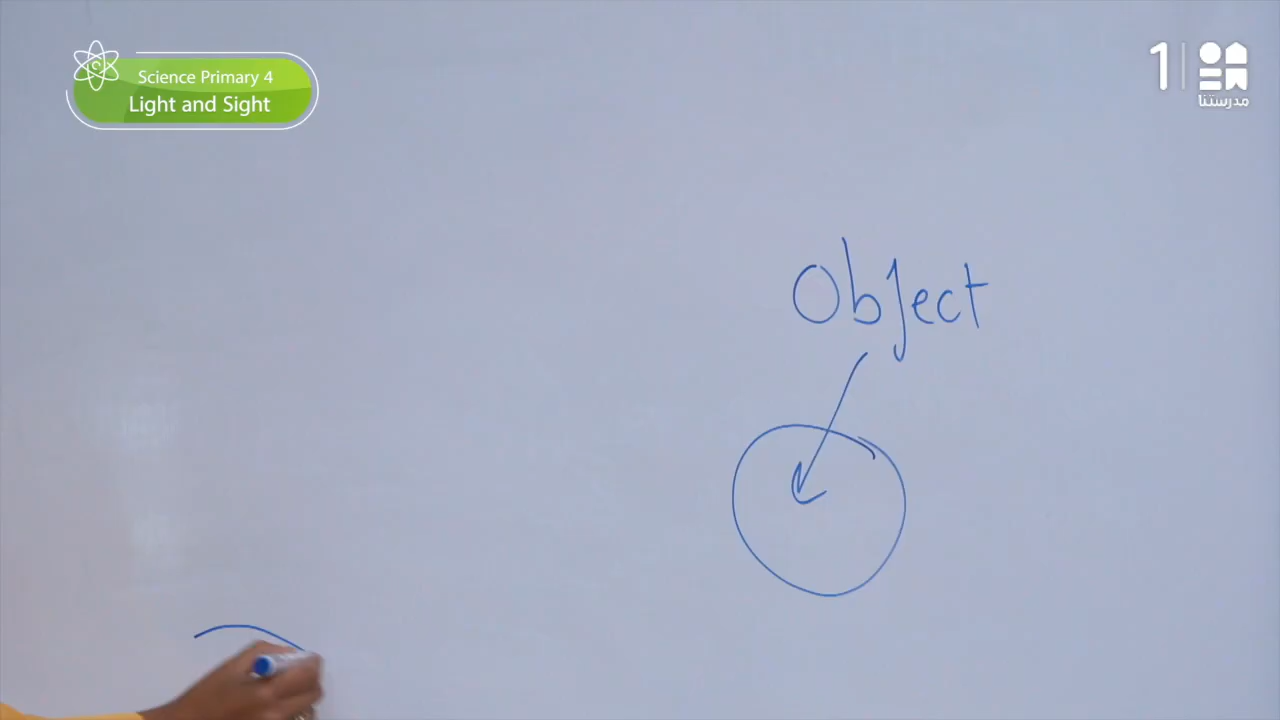 Science Primary 4
Light and Sight
1
مدرستنا
Object